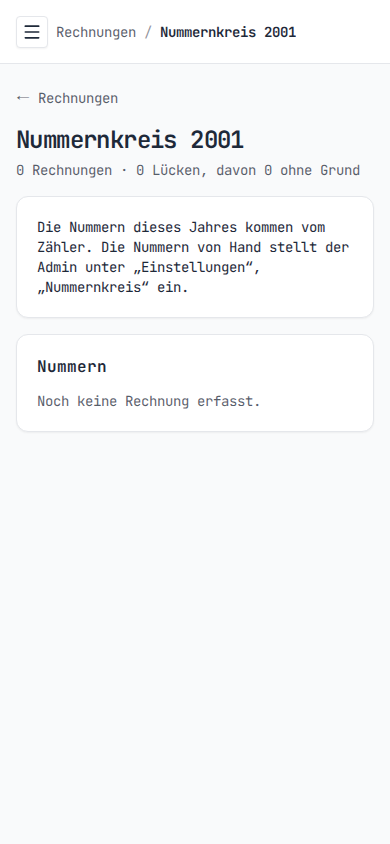 Rechnungen / Nummernkreis 2001
← Rechnungen
Nummernkreis 2001
0 Rechnungen · 0 Lücken, davon 0 ohne Grund
Die Nummern dieses Jahres kommen vom
Zähler. Die Nummern von Hand stellt der
Admin unter „Einstellungen“,
„Nummernkreis“ ein.
Nummern
Noch keine Rechnung erfasst.